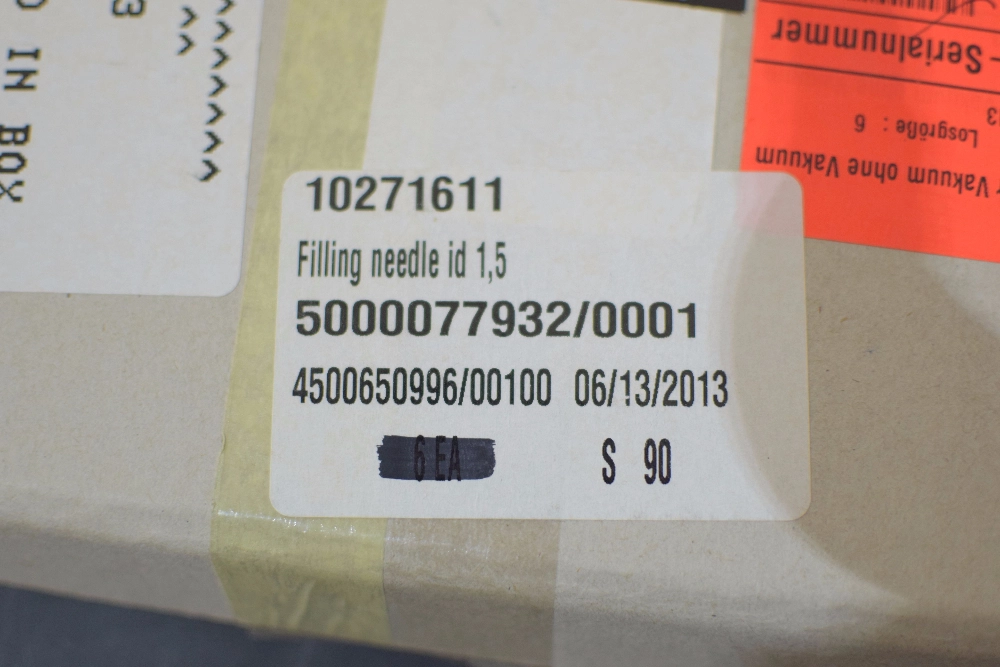 10271611
Filling needle id 1,5
5000077932/0001
4500650996/00100 06/13/2013
6 EA S 90
- Serialnummer
Losgröße : 6
Vakuum ohne Vakuum
IN BOX